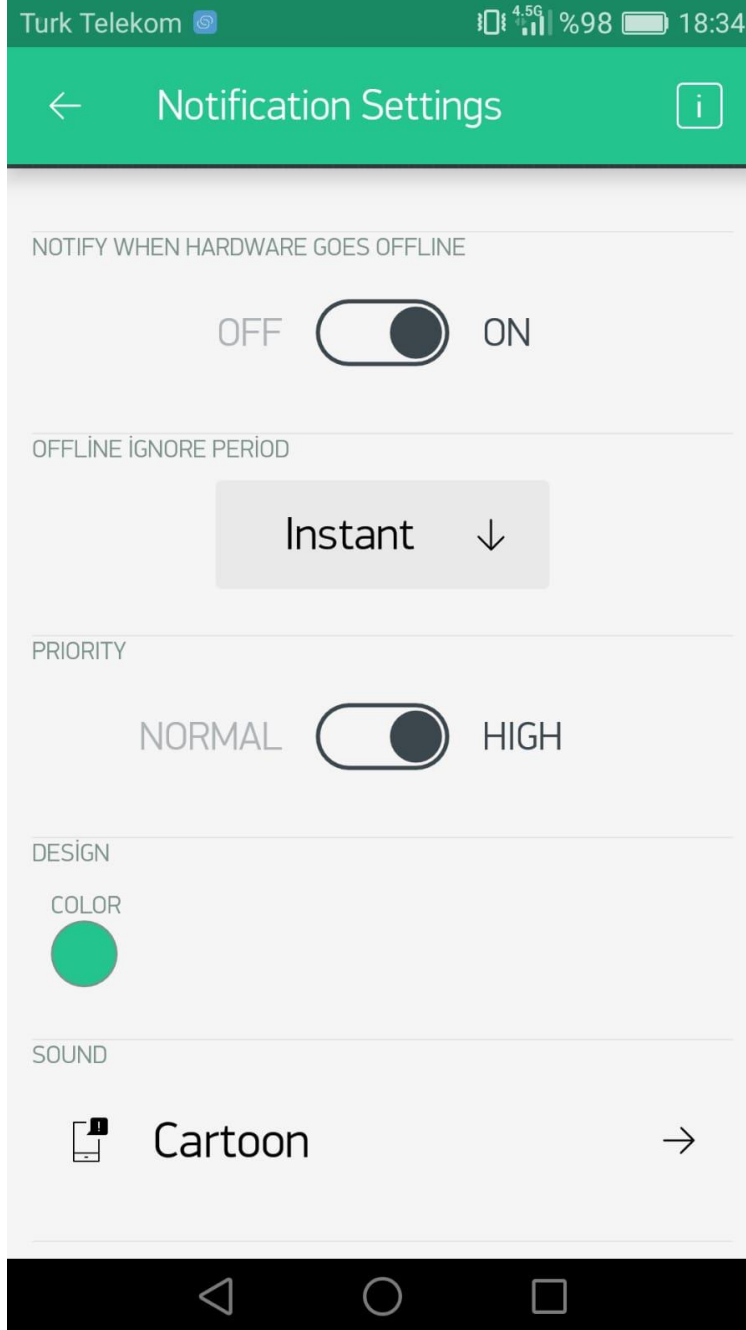 Turk Telekom 4.5G %98 18:34
Notification Settings i
NOTIFY WHEN HARDWARE GOES OFFLINE
OFF ON
OFFLİNE İGNORE PERİOD
Instant
PRIORITY
NORMAL HIGH
DESİGN
COLOR
SOUND
Cartoon